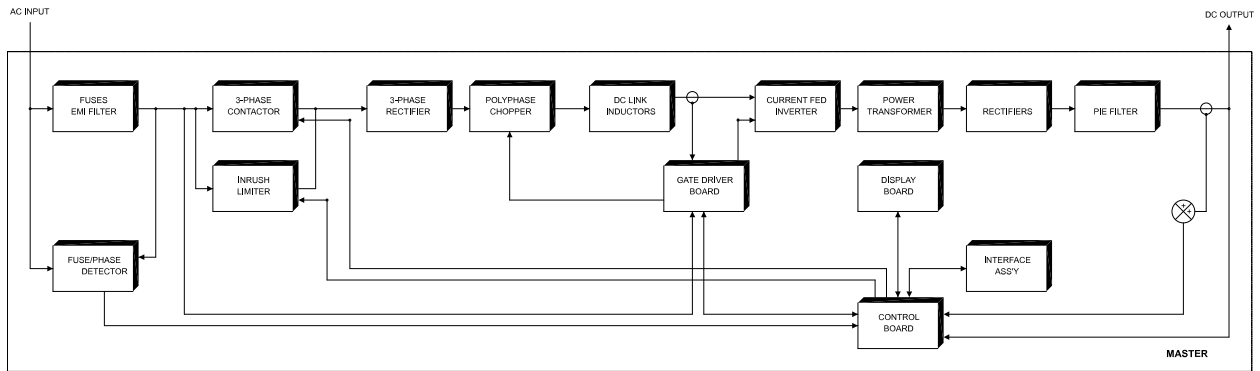 AC INPUT
DC OUTPUT
FUSES
EMI FILTER
3-PHASE
CONTACTOR
3-PHASE
RECTIFIER
POLYPHASE
CHOPPER
DC LINK
INDUCTORS
CURRENT FED
INVERTER
POWER
TRANSFORMER
RECTIFIERS
PIE FILTER
INRUSH
LIMITER
GATE DRIVER
BOARD
DISPLAY
BOARD
+
+
FUSE/PHASE
DETECTOR
INTERFACE
ASS'Y
CONTROL
BOARD
MASTER